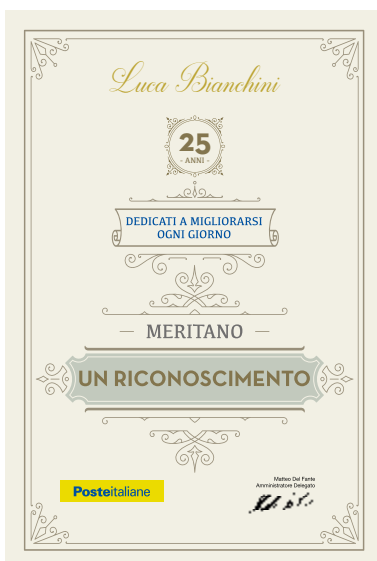 Luca Bianchini
25
- ANNI -
DEDICATI A MIGLIORARSI
OGNI GIORNO
— MERITANO —
UN RICONOSCIMENTO
Matteo Del Fante
Amministratore Delegato
Posteitaliane